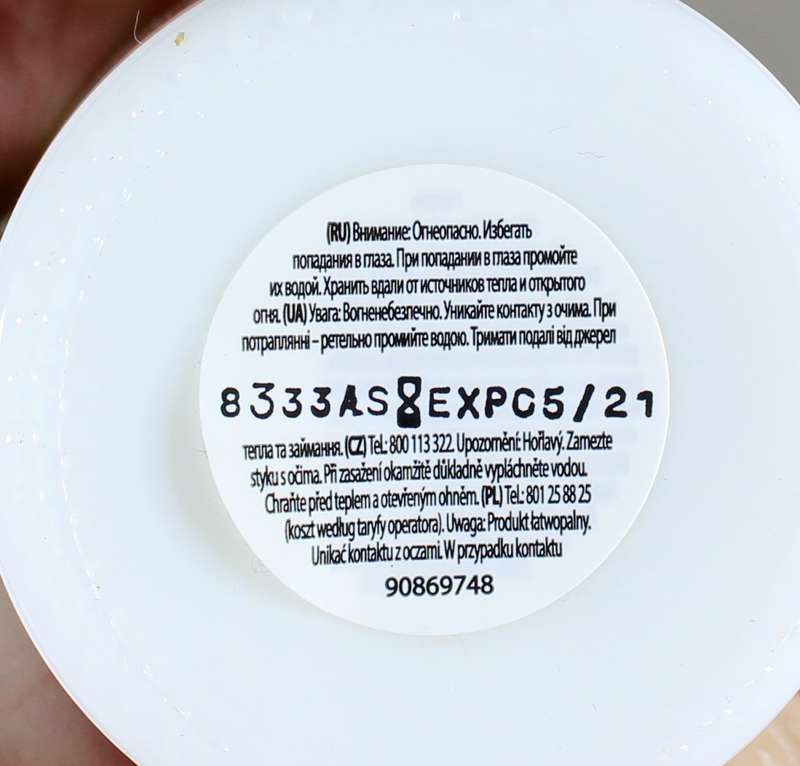 (RU) Внимание: Огнеопасно. Избегать
попадания в глаза. При попадании в глаза промойте
их водой. Хранить вдали от источников тепла и открытого
огня. (UA) Увага: Вогненебезпечно. Уникайте контакту з очима. При
потраплянні – ретельно промийте водою. Тримати подалі від джерел
8333AS8EXP05/21
тепла та займання. (CZ) Tel.: 800 113 322. Upozornění: Hořlavý. Zamezte
styku s očima. Při zasažení okamžitě důkladně vypláchněte vodou.
Chraňte před teplem a otevřeným ohněm. (PL) Tel.: 801 25 88 25
(koszt według taryfy operatora). Uwaga: Produkt łatwopalny.
Unikać kontaktu z oczami. W przypadku kontaktu
90869748